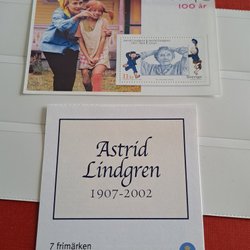 100 år
Sverige
Astrid
Lindgren
1907-2002
7 frimärken